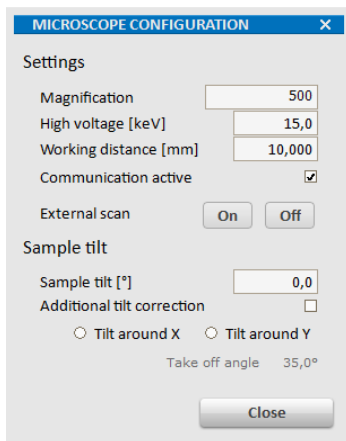 MICROSCOPE CONFIGURATION ×
Settings
Magnification 500
High voltage [keV] 15,0
Working distance [mm] 10,000
Communication active
External scan On Off
Sample tilt
Sample tilt [°] 0,0
Additional tilt correction
Tilt around X Tilt around Y
Take off angle 35,0°
Close